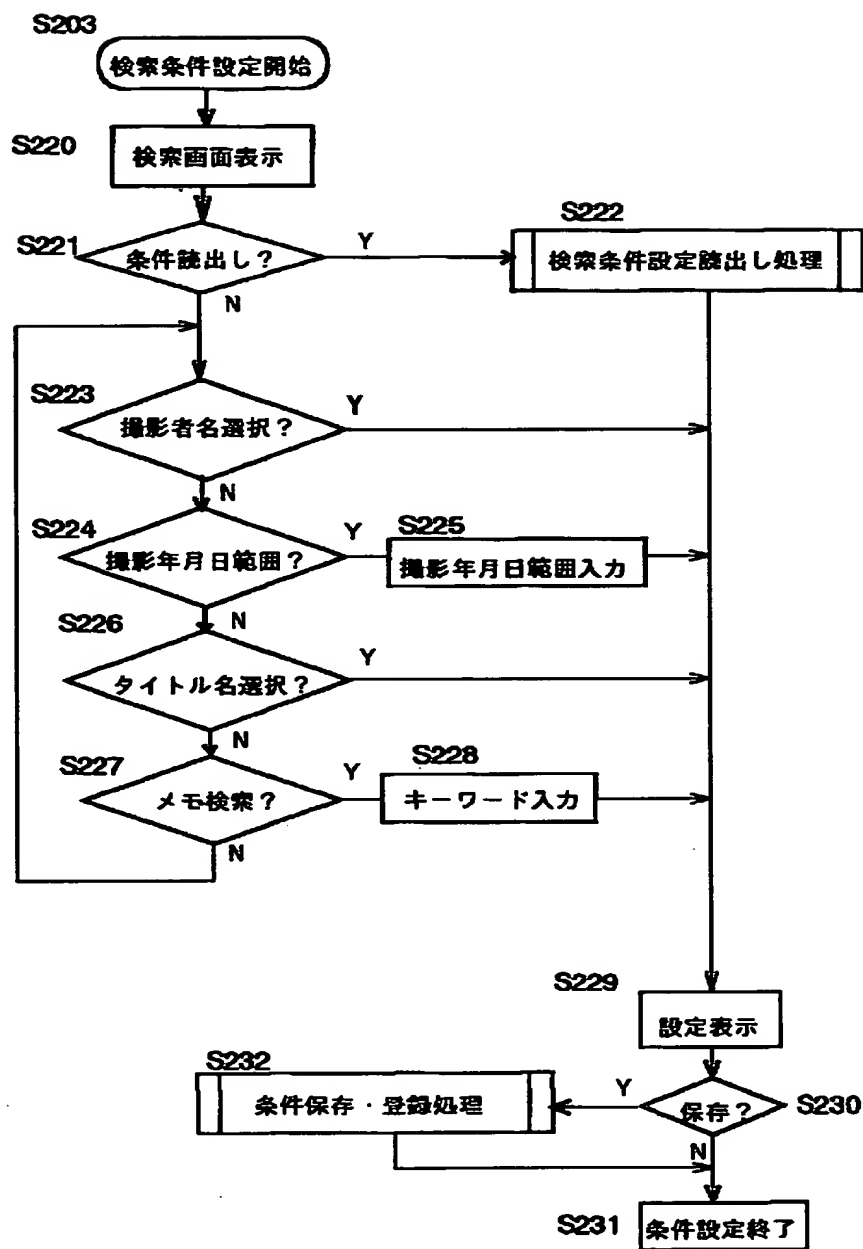 S203
検索条件設定開始
S220
検索画面表示
S221
条件読出し?
Y
S222
検索条件設定読出し処理
N
S223
撮影者名選択?
Y
N
S224
撮影年月日範囲?
Y
S225
撮影年月日範囲入力
N
S226
タイトル名選択?
Y
N
S227
メモ検索?
Y
S228
キーワード入力
N
S229
設定表示
S230
保存?
Y
S232
条件保存・登録処理
N
S231
条件設定終了